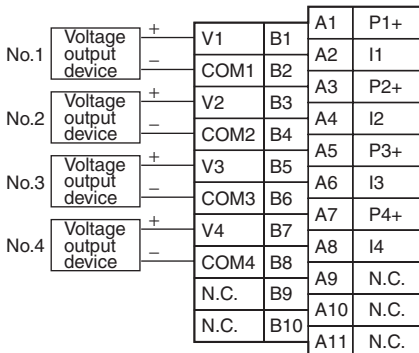 No.1 Voltage output device + −
No.2 Voltage output device + −
No.3 Voltage output device + −
No.4 Voltage output device + −
V1 B1
COM1 B2
V2 B3
COM2 B4
V3 B5
COM3 B6
V4 B7
COM4 B8
N.C. B9
N.C. B10
A1 P1+
A2 I1
A3 P2+
A4 I2
A5 P3+
A6 I3
A7 P4+
A8 I4
A9 N.C.
A10 N.C.
A11 N.C.